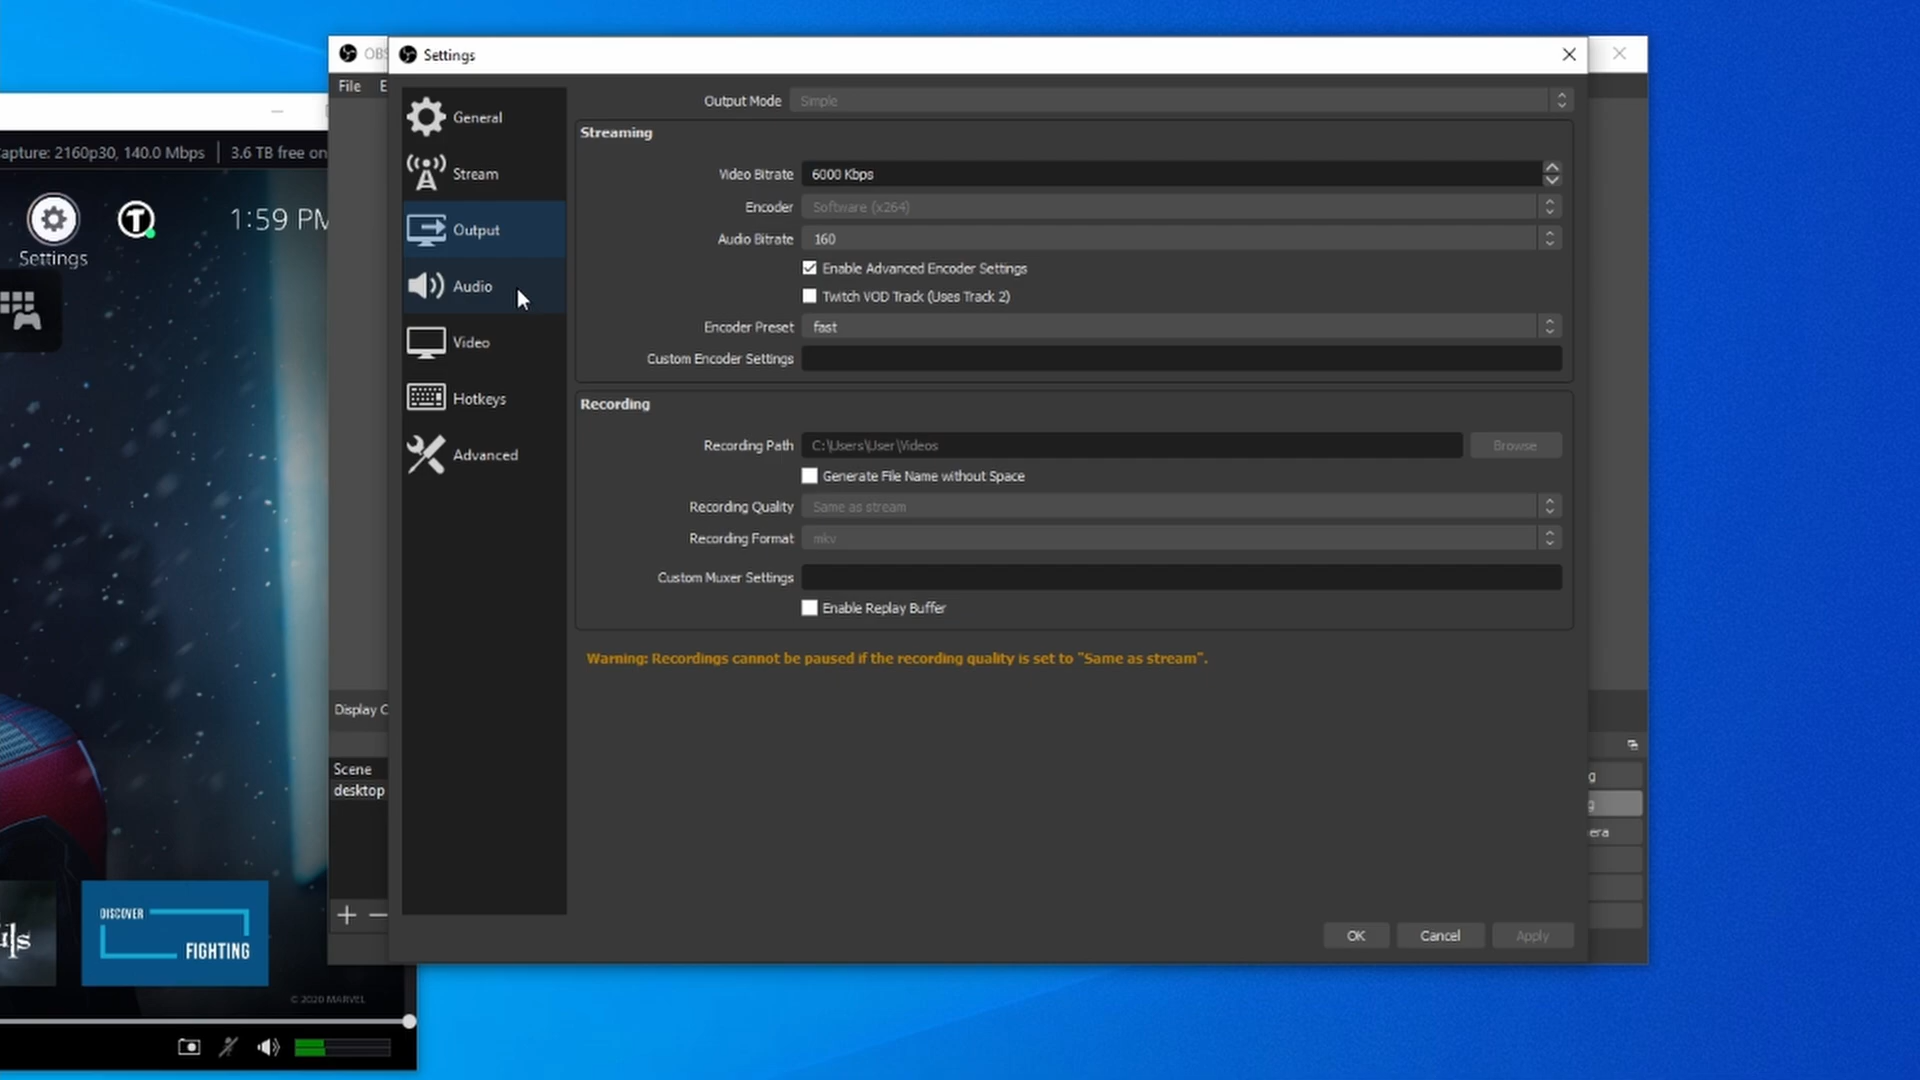 OBS
Settings
File E
General
Stream
Output
Audio
Video
Hotkeys
Advanced
Output Mode Simple
Streaming
Video Bitrate 6000 Kbps
Encoder Software (x264)
Audio Bitrate 160
Enable Advanced Encoder Settings
Twitch VOD Track (Uses Track 2)
Encoder Preset fast
Custom Encoder Settings
Recording
Recording Path C:\Users\User\Videos Browse
Generate File Name without Space
Recording Quality Same as stream
Recording Format mkv
Custom Muxer Settings
Enable Replay Buffer
Warning: Recordings cannot be paused if the recording quality is set to "Same as stream".
OK Cancel Apply
apture: 2160p30, 140.0 Mbps 3.6 TB free on
1:59 PM
Settings
Display C
Scene
desktop
g
g
era
uls
DISCOVER
FIGHTING
© 2020 MARVEL